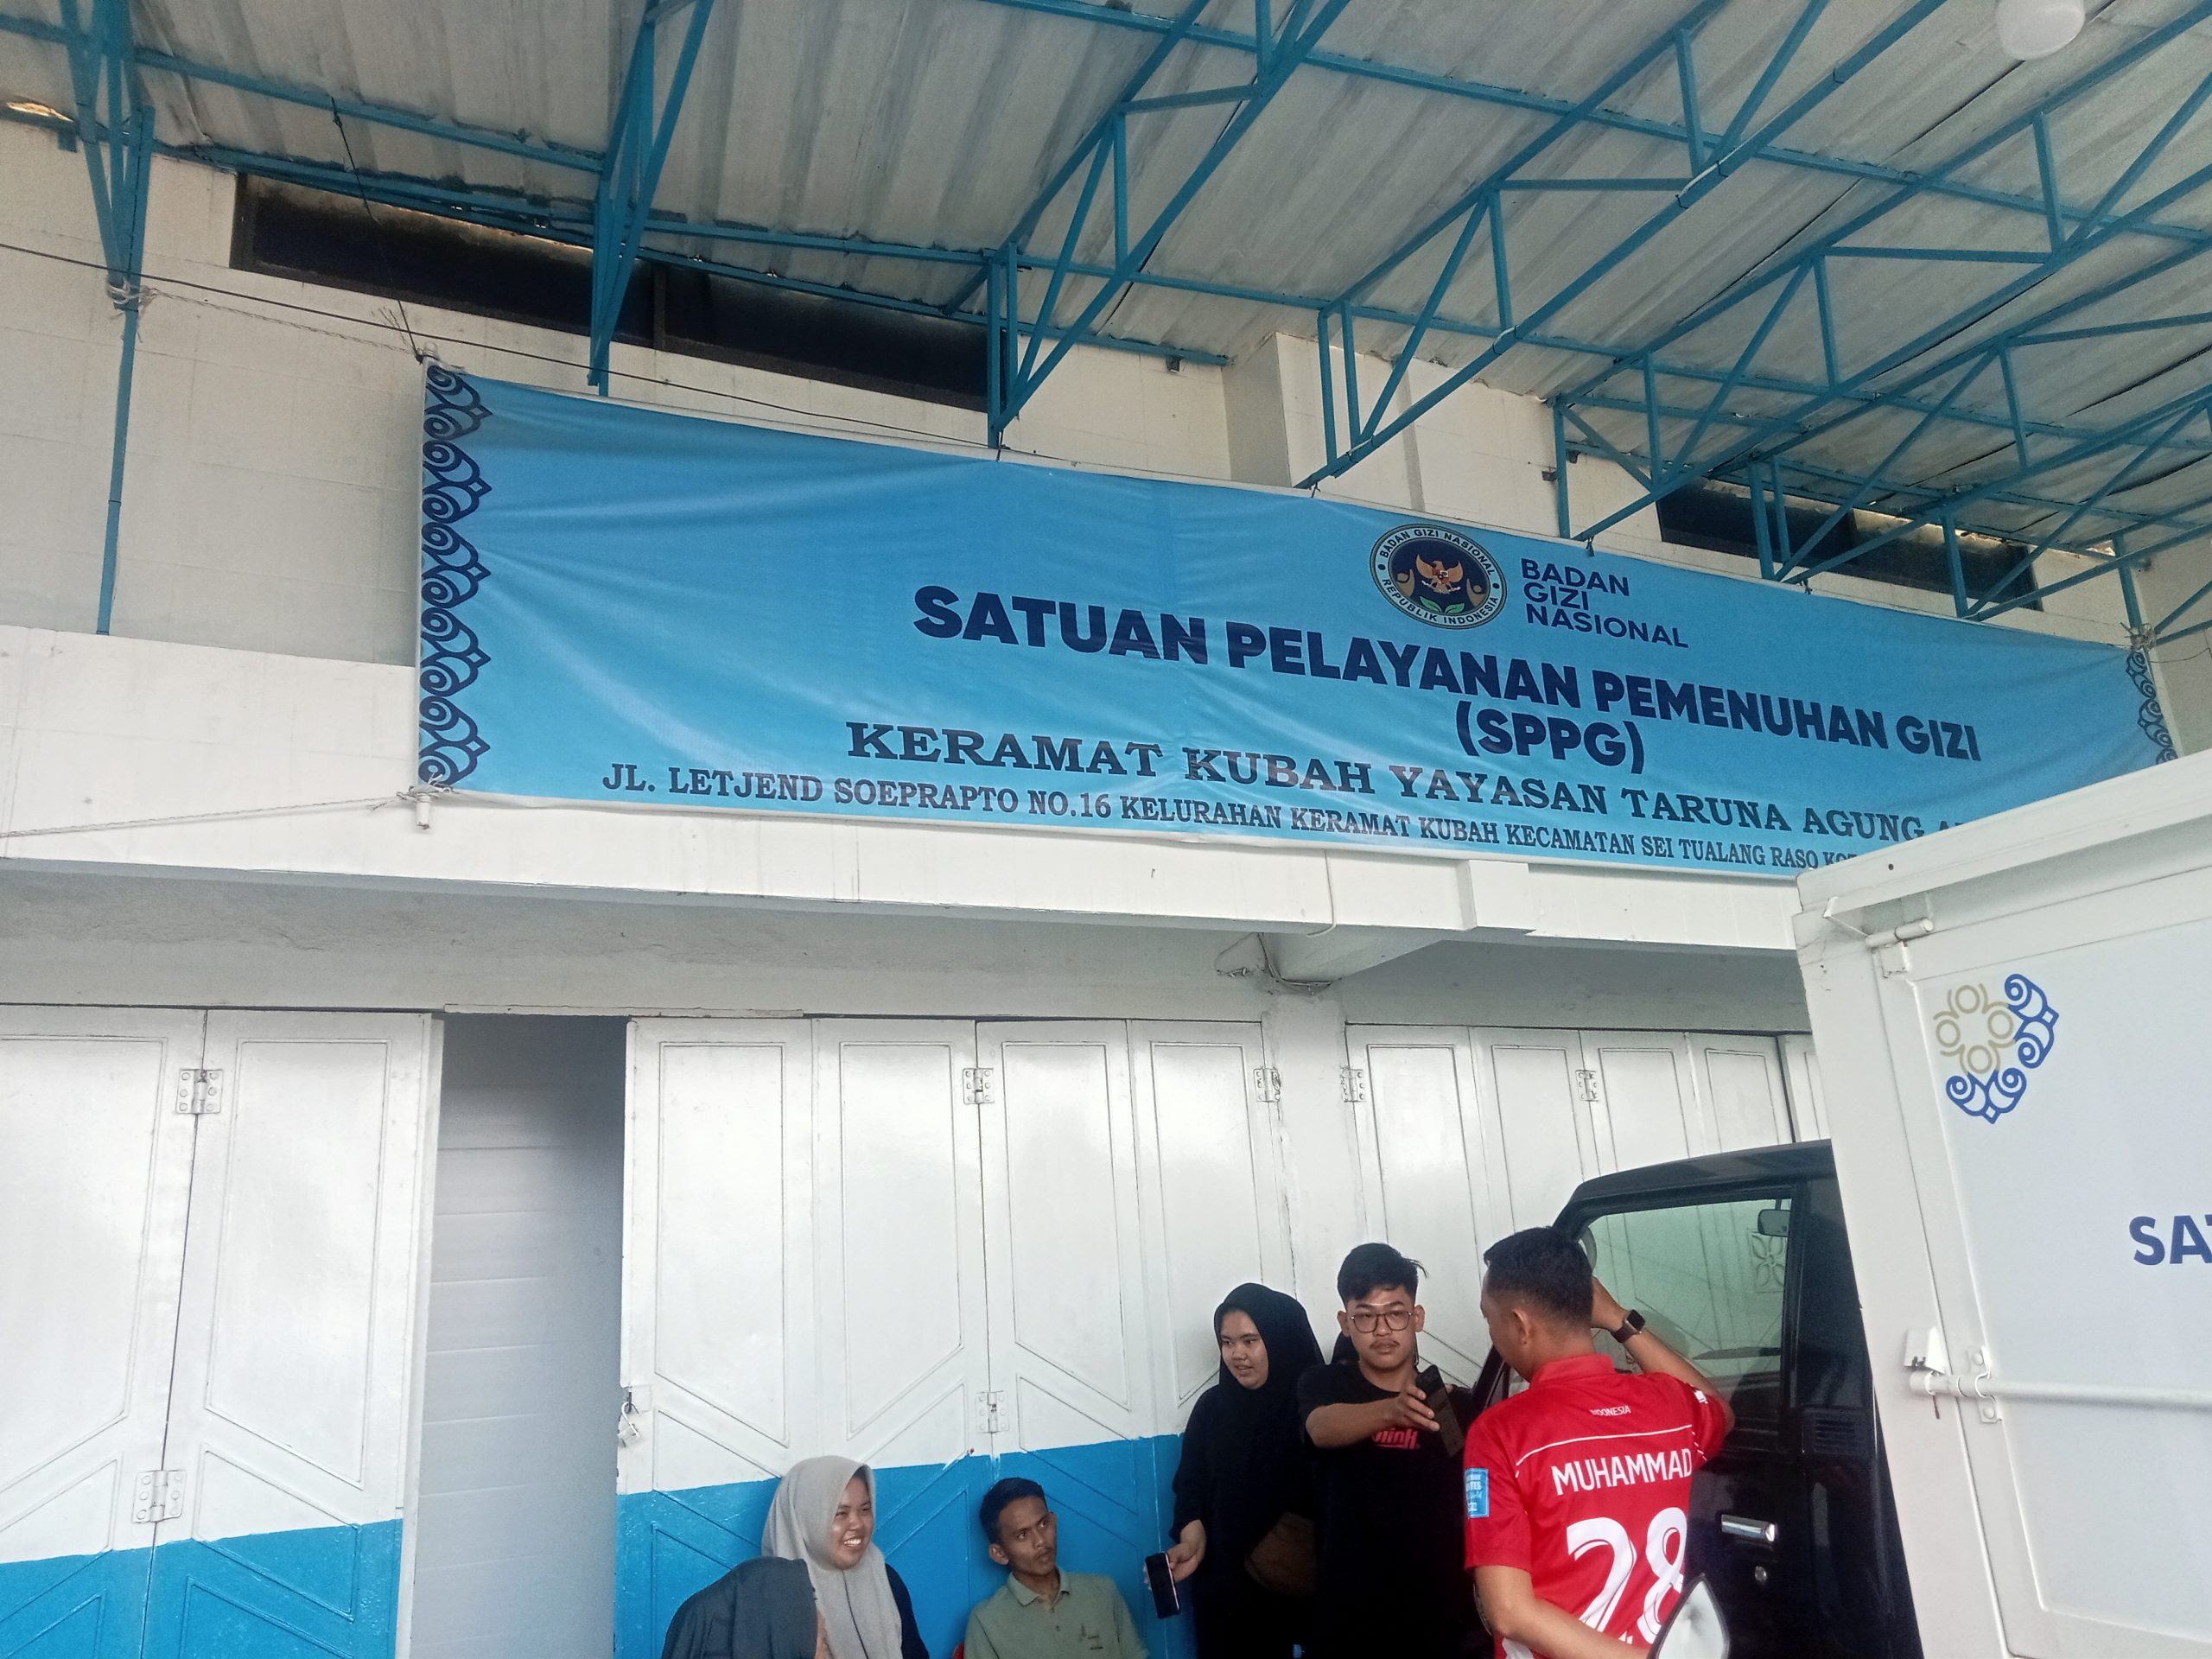 BADAN GIZI NASIONAL
REPUBLIK INDONESIA
BADAN
GIZI
NASIONAL
SATUAN PELAYANAN PEMENUHAN GIZI
(SPPG)
KERAMAT KUBAH YAYASAN TARUNA AGUNG
JL. LETJEND SOEPRAPTO NO.16 KELURAHAN KERAMAT KUBAH KECAMATAN SEI TUALANG RASO
INDONESIA
MUHAMMAD
28